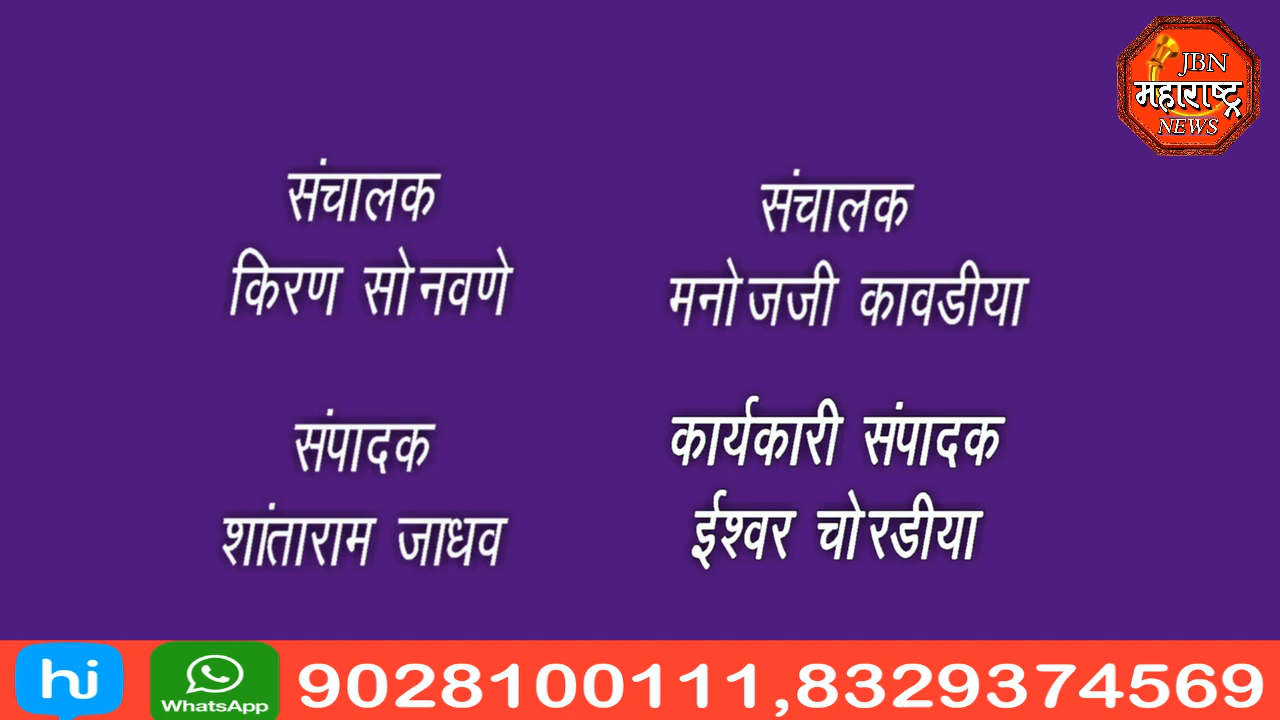 JBN
महाराष्ट्र
NEWS
संचालक
किरण सोनवणे
संचालक
मनोजजी कावडीया
संपादक
शांताराम जाधव
कार्यकारी संपादक
ईश्वर चोरडीया
hi
WhatsApp
9028100111,8329374569